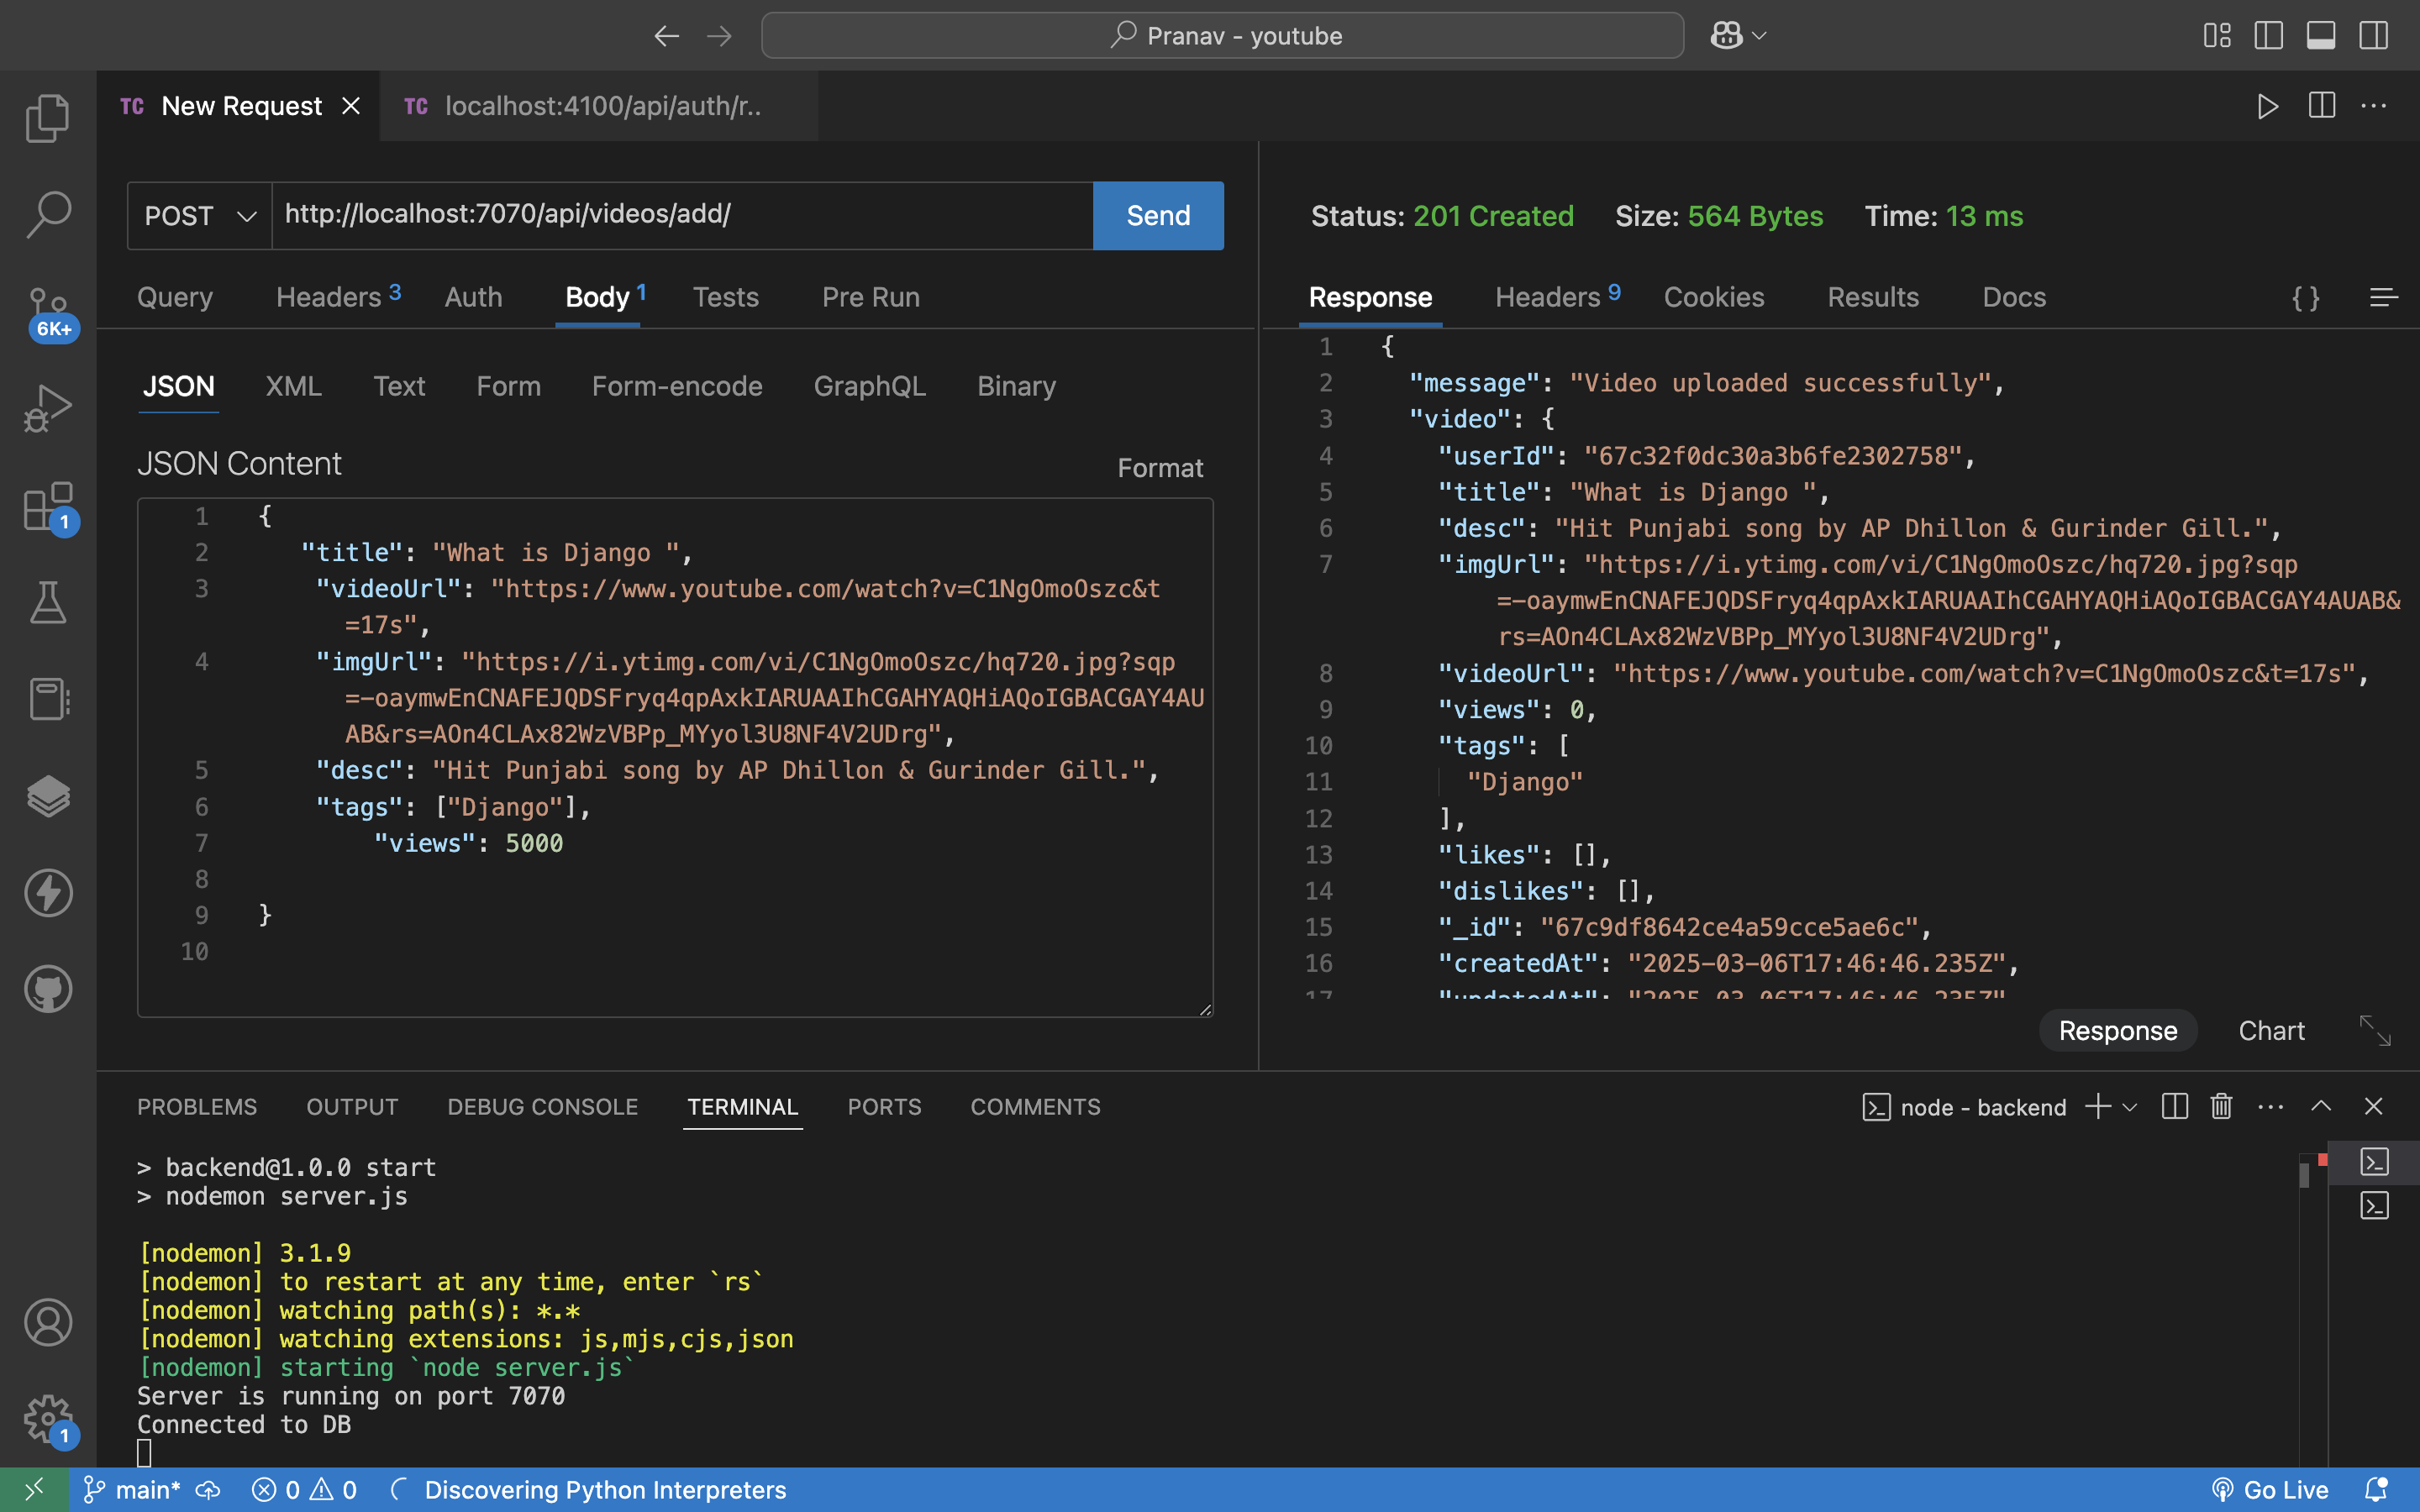 Pranav - youtube
TC New Request
TC localhost:4100/api/auth/r..
POST http://localhost:7070/api/videos/add/ Send
Query Headers 3 Auth Body 1 Tests Pre Run
JSON XML Text Form Form-encode GraphQL Binary
JSON Content Format
1 {
2 "title": "What is Django ",
3 "videoUrl": "https://www.youtube.com/watch?v=C1NgOmoOszc&t
=17s",
4 "imgUrl": "https://i.ytimg.com/vi/C1NgOmoOszc/hq720.jpg?sqp
=-oaymwEnCNAFEJQDSFryq4qpAxkIARUAAIhCGAHYAQHiAQoIGBACGAY4AU
AB&rs=AOn4CLAx82WzVBPp_MYyol3U8NF4V2UDrg",
5 "desc": "Hit Punjabi song by AP Dhillon & Gurinder Gill.",
6 "tags": ["Django"],
7 "views": 5000
8
9 }
10
Status: 201 Created Size: 564 Bytes Time: 13 ms
Response Headers 9 Cookies Results Docs {}
1 {
2 "message": "Video uploaded successfully",
3 "video": {
4 "userId": "67c32f0dc30a3b6fe2302758",
5 "title": "What is Django ",
6 "desc": "Hit Punjabi song by AP Dhillon & Gurinder Gill.",
7 "imgUrl": "https://i.ytimg.com/vi/C1NgOmoOszc/hq720.jpg?sqp
=-oaymwEnCNAFEJQDSFryq4qpAxkIARUAAIhCGAHYAQHiAQoIGBACGAY4AUAB&
rs=AOn4CLAx82WzVBPp_MYyol3U8NF4V2UDrg",
8 "videoUrl": "https://www.youtube.com/watch?v=C1NgOmoOszc&t=17s",
9 "views": 0,
10 "tags": [
11 "Django"
12 ],
13 "likes": [],
14 "dislikes": [],
15 "_id": "67c9df8642ce4a59cce5ae6c",
16 "createdAt": "2025-03-06T17:46:46.235Z",
17 "updatedAt": "2025-03-06T17:46:46.235Z"
Response Chart
6K+
1
PROBLEMS OUTPUT DEBUG CONSOLE TERMINAL PORTS COMMENTS
node - backend
> backend@1.0.0 start
> nodemon server.js
[nodemon] 3.1.9
[nodemon] to restart at any time, enter `rs`
[nodemon] watching path(s): *.*
[nodemon] watching extensions: js,mjs,cjs,json
[nodemon] starting `node server.js`
Server is running on port 7070
Connected to DB
1
main* 0 0 Discovering Python Interpreters Go Live